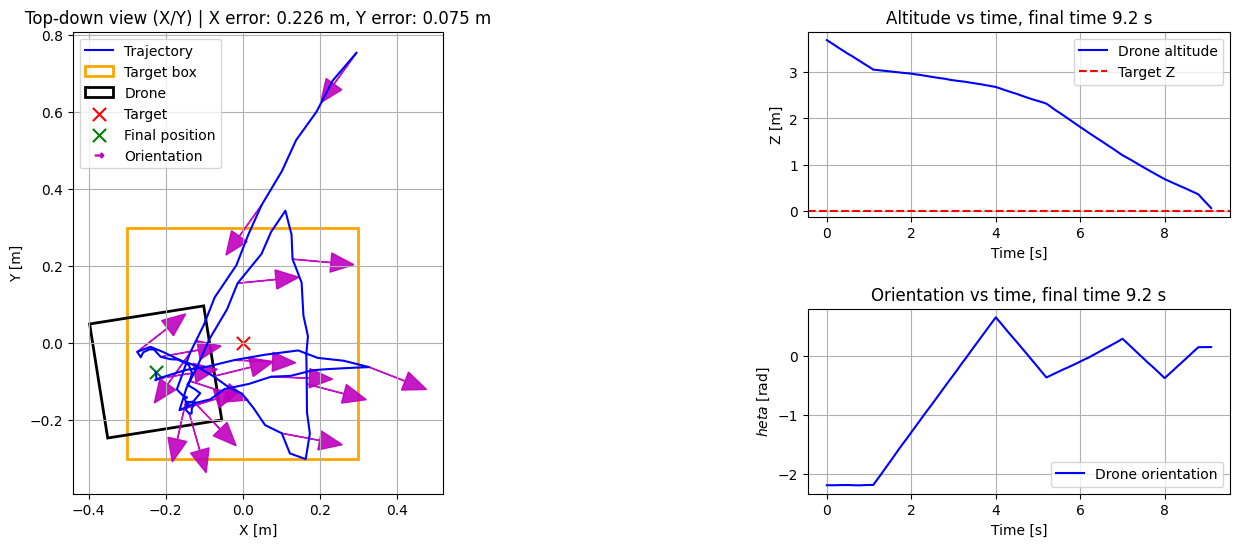 Top-down view (X/Y) | X error: 0.226 m, Y error: 0.075 m
Trajectory
Target box
Drone
Target
Final position
Orientation
Y [m]
0.8
0.6
0.4
0.2
0.0
−0.2
−0.4 −0.2 0.0 0.2 0.4
X [m]
Altitude vs time, final time 9.2 s
Drone altitude
Target Z
Z [m]
3
2
1
0
0 2 4 6 8
Time [s]
Orientation vs time, final time 9.2 s
heta [rad]
0
−1
−2
Drone orientation
0 2 4 6 8
Time [s]